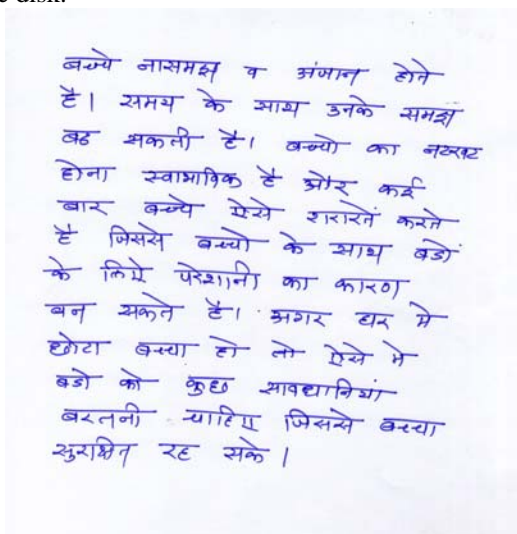 e disk.
बच्चे नासमझ व अंजान होते
है। समय के साथ उनके समझ
बढ सकती है। बच्चो का नटखट
होना स्वाभाविक है और कई
बार बच्चे ऐसे शरारतें करते
है जिससे बच्चो के साथ बडों
के लिये परेशानी का कारण
बन सकते है। अगर घर मे
छोटा बच्चा हो तो ऐसे मे
बडो को कुछ सावधानियां
बरतनी चाहिए जिससे बच्चा
सुरक्षित रह सके।